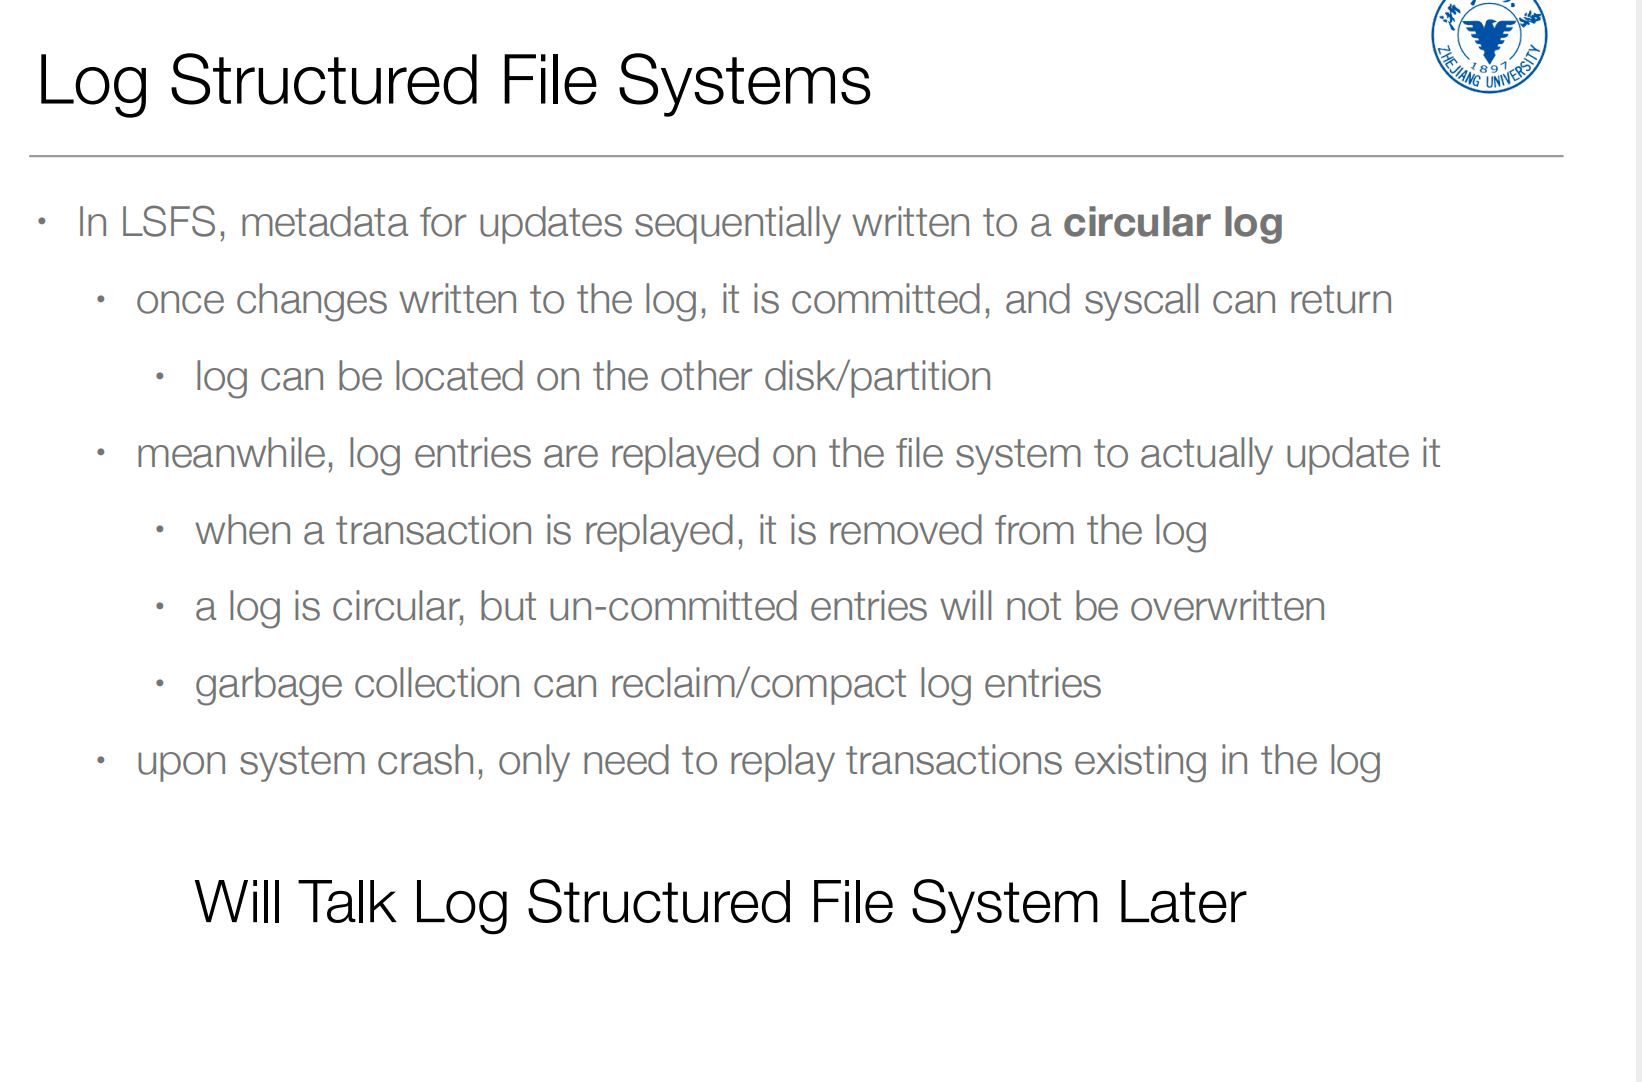 Log Structured File Systems
ZHEJIANG UNIVERSITY
1897
• In LSFS, metadata for updates sequentially written to a circular log
• once changes written to the log, it is committed, and syscall can return
• log can be located on the other disk/partition
• meanwhile, log entries are replayed on the file system to actually update it
• when a transaction is replayed, it is removed from the log
• a log is circular, but un-committed entries will not be overwritten
• garbage collection can reclaim/compact log entries
• upon system crash, only need to replay transactions existing in the log
Will Talk Log Structured File System Later